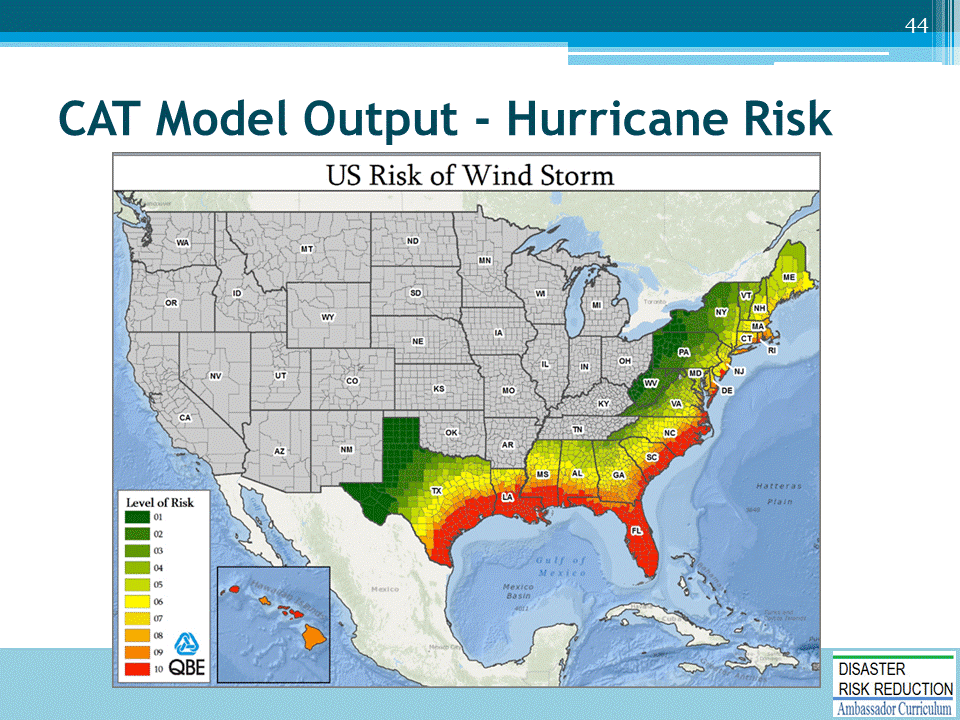 44
CAT Model Output - Hurricane Risk
US Risk of Wind Storm
WA
MT
ND
MN
OR
ID
WY
SD
WI
MI
Toronto
ME
VT
NH
NY
MA
CT
RI
NV
UT
CO
NE
IA
IL
IN
OH
PA
NJ
MD
DE
WV
VA
CA
AZ
NM
KS
MO
KY
OK
AR
TN
NC
SC
TX
LA
MS
AL
GA
FL
Hatteras
Plain
Gulf of
Mexico
Mexico
Basin
Mexico
Cuba
Level of Risk
01
02
03
04
05
06
07
08
09
10
QBE
DISASTER
RISK REDUCTION
Ambassador Curriculum